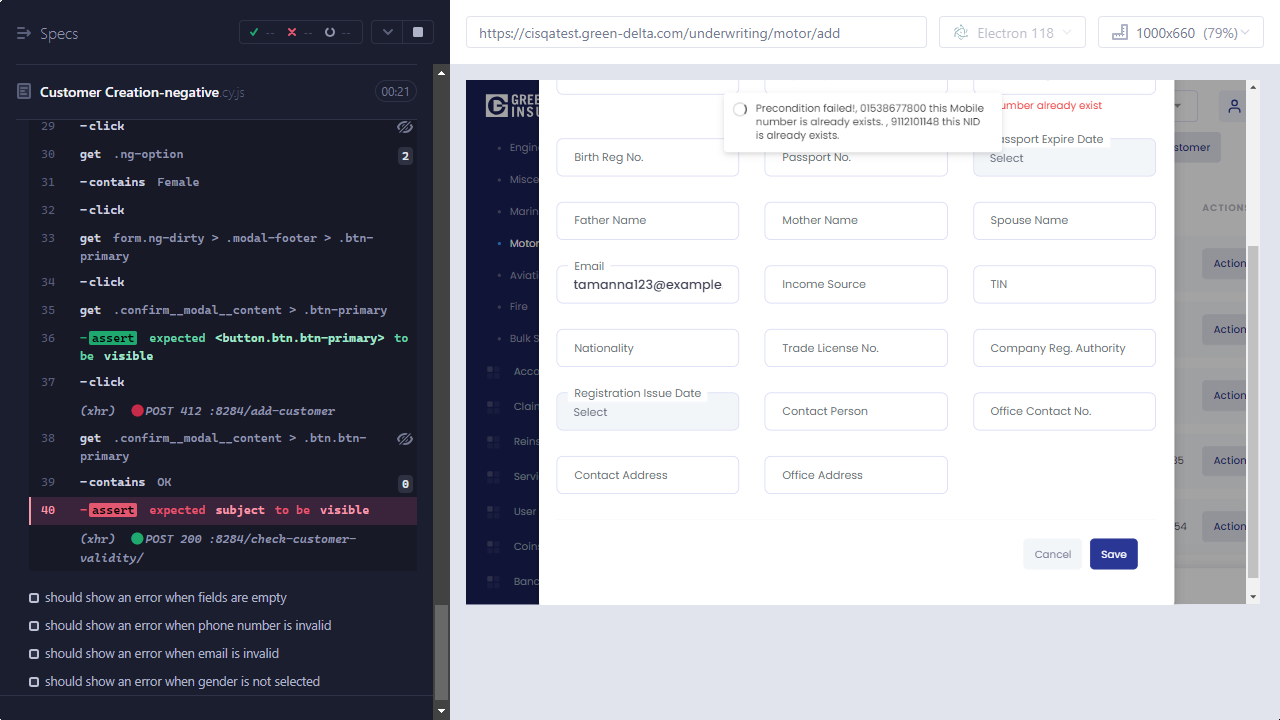 Specs
--
--
--
https://cisqatest.green-delta.com/underwriting/motor/add
Electron 118
1000x660 (79%)
Customer Creation-negative.cy.js
00:21
29 -click
30 get .ng-option 2
31 -contains Female
32 -click
33 get form.ng-dirty > .modal-footer > .btn-
primary
34 -click
35 get .confirm__modal__content > .btn-primary
36 -assert expected <button.btn.btn-primary> to
be visible
37 -click
(xhr) POST 412 :8284/add-customer
38 get .confirm__modal__content > .btn.btn-
primary
39 -contains OK 0
40 -assert expected subject to be visible
(xhr) POST 200 :8284/check-customer-
validity/
should show an error when fields are empty
should show an error when phone number is invalid
should show an error when email is invalid
should show an error when gender is not selected
GREE
INSU
Engine
Misce
Marin
Motor
Aviati
Fire
Bulk S
Acco
Clain
Reins
Servi
User
Coins
Banc
Precondition failed!, 01538677800 this Mobile
number is already exists. , 9112101148 this NID
is already exists.
umber already exist
Birth Reg No.
Passport No.
assport Expire Date
Select
Father Name
Mother Name
Spouse Name
Email
tamanna123@example
Income Source
TIN
Nationality
Trade License No.
Company Reg. Authority
Registration Issue Date
Select
Contact Person
Office Contact No.
Contact Address
Office Address
Cancel
Save
ustomer
ACTIONS
Action
Action
Action
35 Action
54 Action